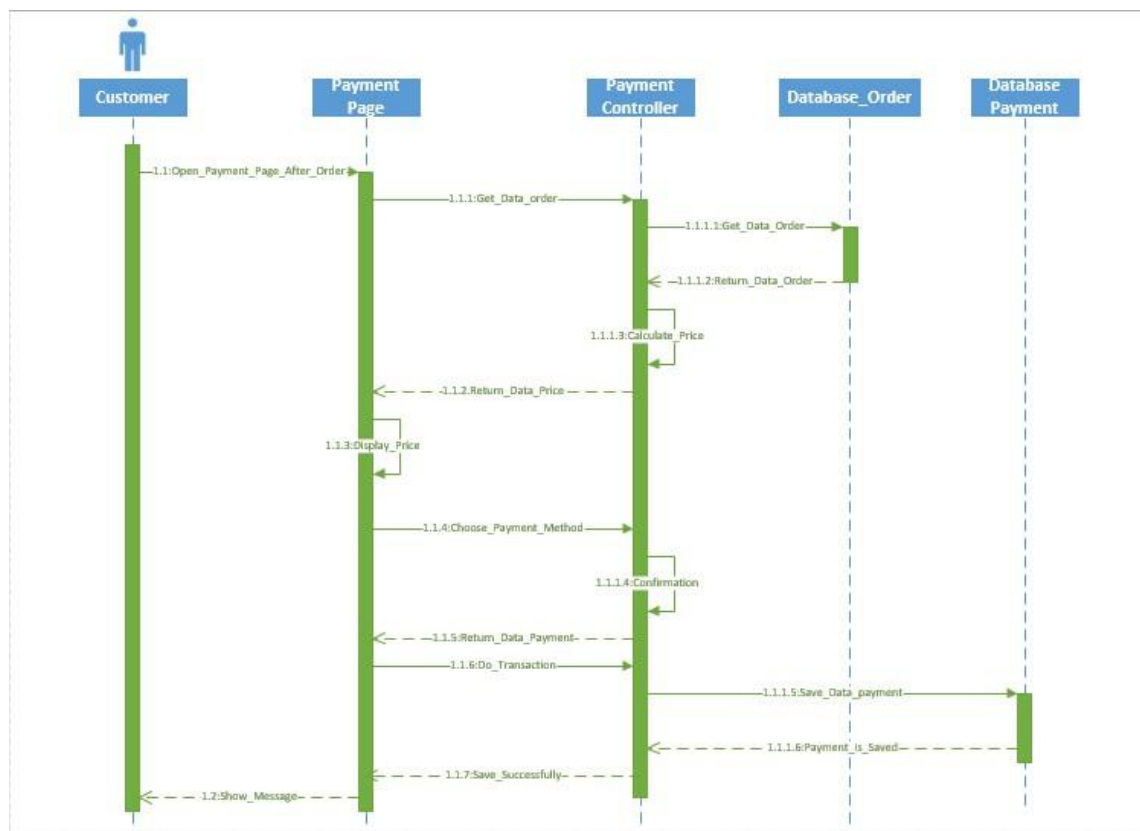 Customer
Payment
Page
Payment
Controller
Database_Order
Database
Payment
1.1:Open_Payment_Page_After_Order
1.1.1:Get_Data_order
1.1.1.1:Get_Data_Order
1.1.1.2:Return_Data_Order
1.1.1.3:Calculate_Price
1.1.2:Return_Data_Price
1.1.3:Display_Price
1.1.4:Choose_Payment_Method
1.1.1.4:Confirmation
1.1.5:Return_Data_Payment
1.1.6:Do_Transaction
1.1.1.5:Save_Data_payment
1.1.1.6:Payment_is_Saved
1.1.7:Save_Successfully
1.2:Show_Message